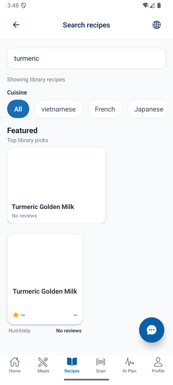 3:48
Search recipes
turmeric
Showing library recipes
Cuisine
All vietnamese French Japanese
Featured
Top library picks
Turmeric Golden Milk
No reviews
Turmeric Golden Milk
– –
NutriHelp No reviews
Home Meals Recipes Scan AI Plan Profile